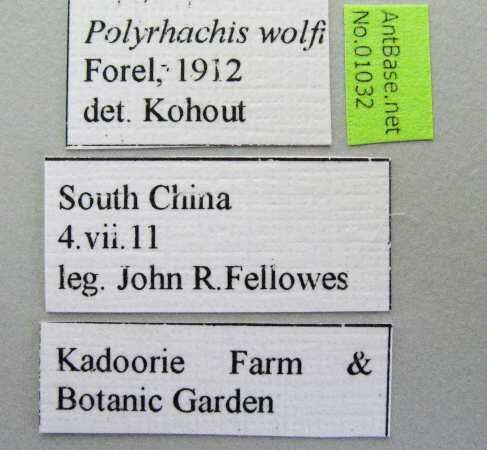 Polyrhachis wolfi
Forel, 1912
det. Kohout
AntBase.net
No.01032
South China
4.vii.11
leg. John R.Fellowes
Kadoorie Farm &
Botanic Garden